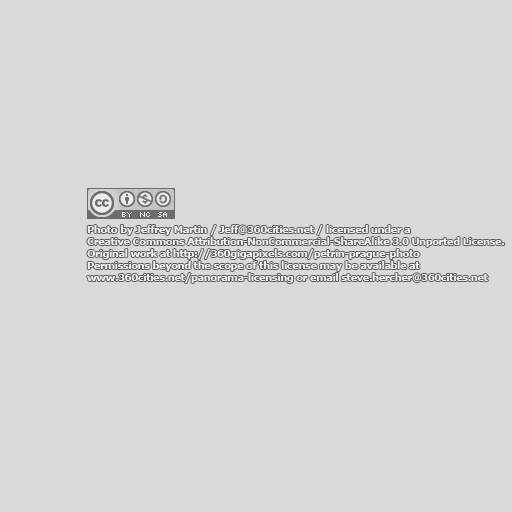 cc
BY NC SA
Photo by Jeffrey Martin / Jeff@360cities.net / licensed under a
Creative Commons Attribution-NonCommercial-ShareAlike 3.0 Unported License.
Original work at http://360gigapixels.com/petrin-prague-photo
Permissions beyond the scope of this license may be available at
www.360cities.net/panorama-licensing or email steve.hercher@360cities.net